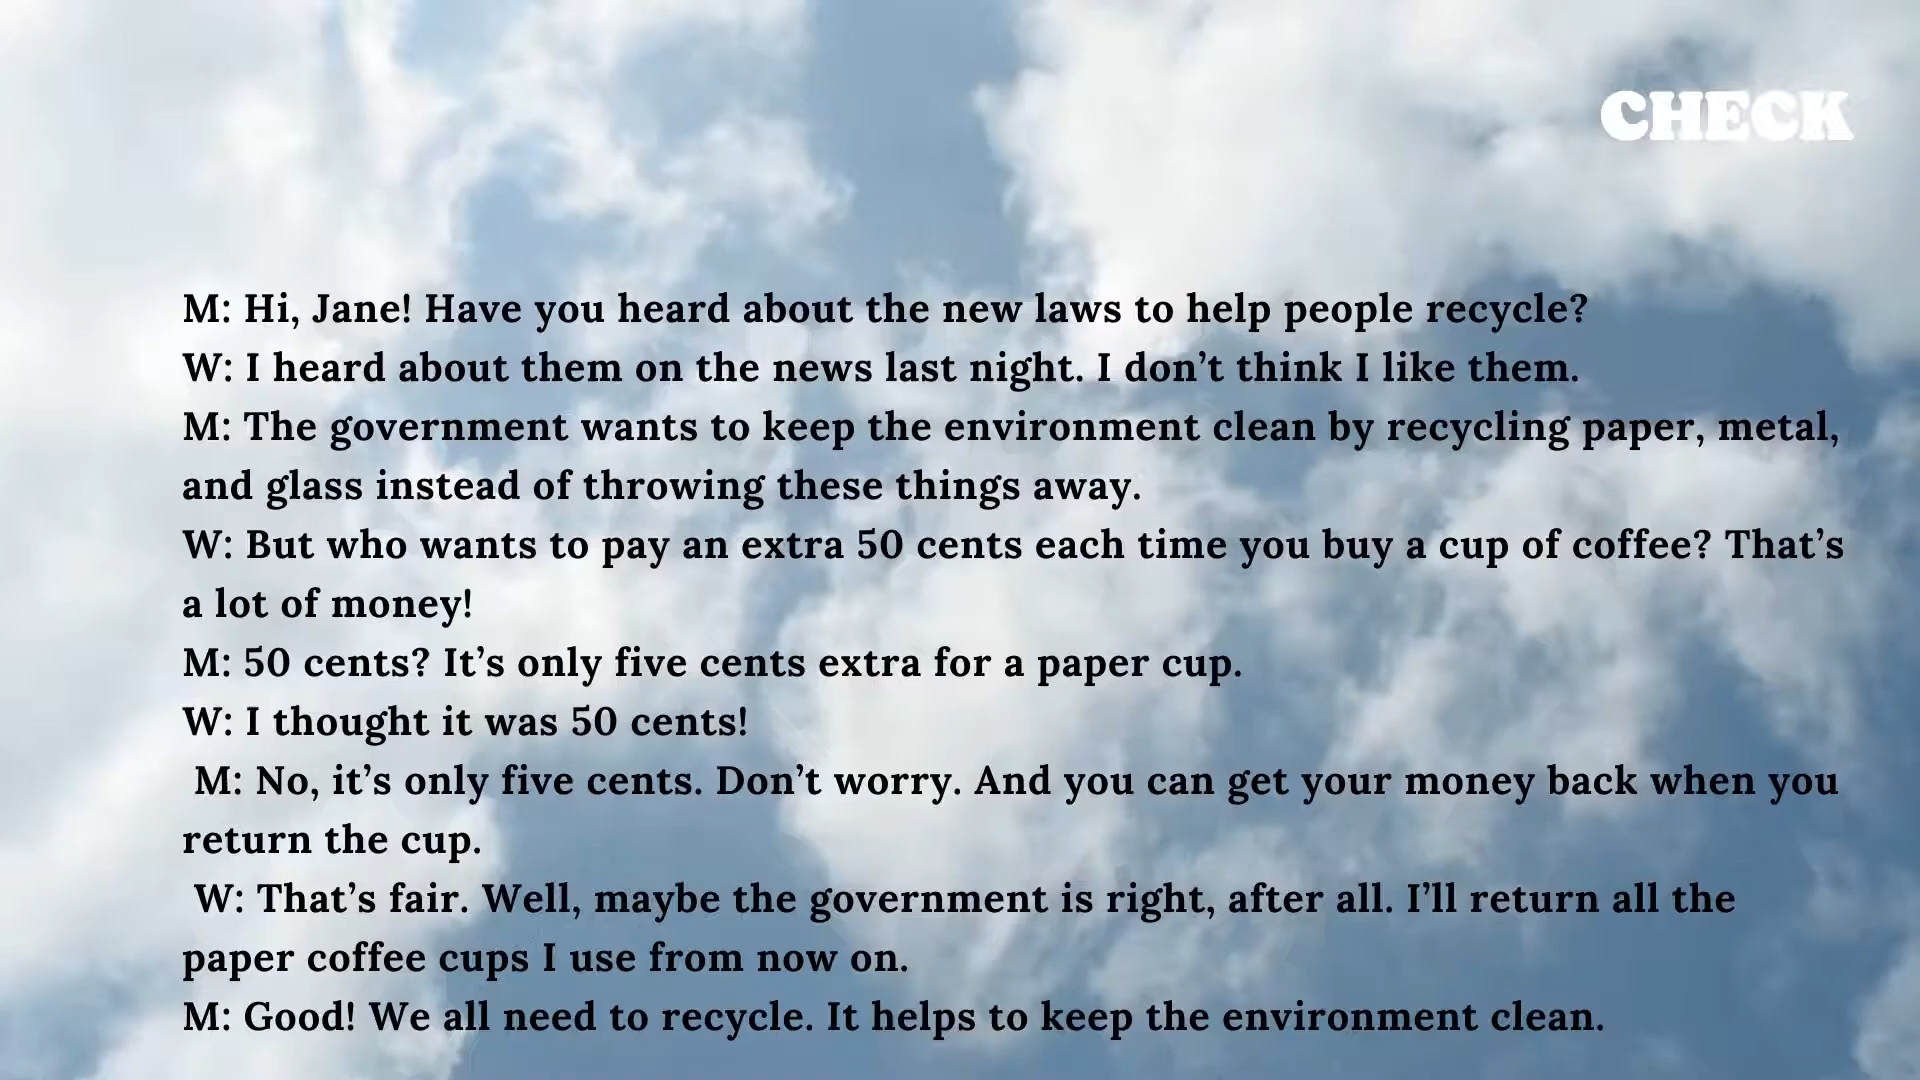 CHECK
M: Hi, Jane! Have you heard about the new laws to help people recycle?
W: I heard about them on the news last night. I don’t think I like them.
M: The government wants to keep the environment clean by recycling paper, metal,
and glass instead of throwing these things away.
W: But who wants to pay an extra 50 cents each time you buy a cup of coffee? That’s
a lot of money!
M: 50 cents? It’s only five cents extra for a paper cup.
W: I thought it was 50 cents!
M: No, it’s only five cents. Don’t worry. And you can get your money back when you
return the cup.
W: That’s fair. Well, maybe the government is right, after all. I’ll return all the
paper coffee cups I use from now on.
M: Good! We all need to recycle. It helps to keep the environment clean.